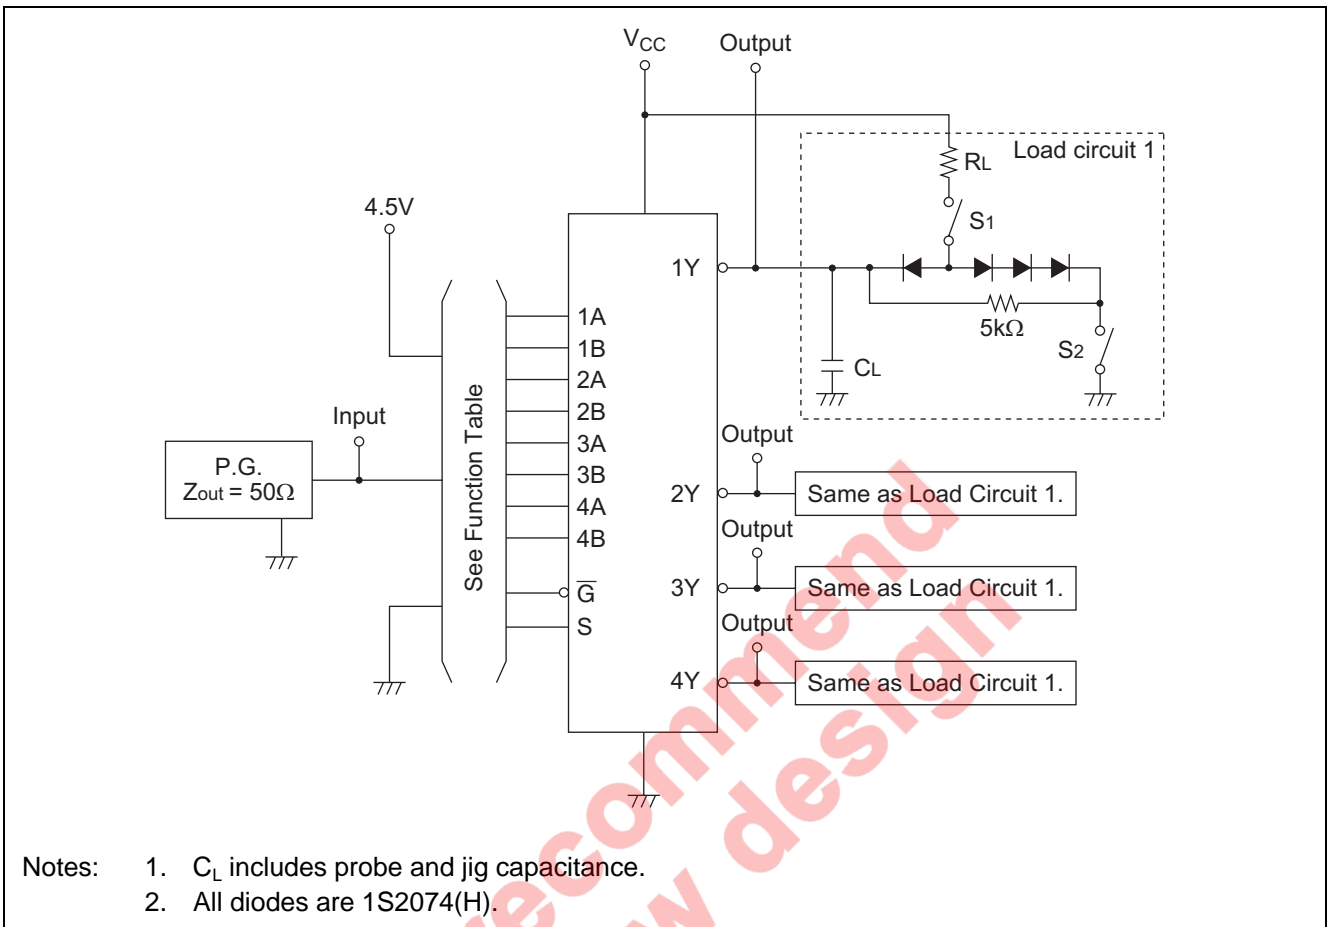 VCC
Output
Load circuit 1
RL
S1
4.5V
1Y
5kΩ
S2
CL
1A
1B
2A
2B
3A
3B
4A
4B
G
S
See Function Table
Input
P.G.
Zout = 50Ω
Output
2Y
Same as Load Circuit 1.
Output
3Y
Same as Load Circuit 1.
Output
4Y
Same as Load Circuit 1.
Notes: 1. CL includes probe and jig capacitance.
2. All diodes are 1S2074(H).
recommend
w design